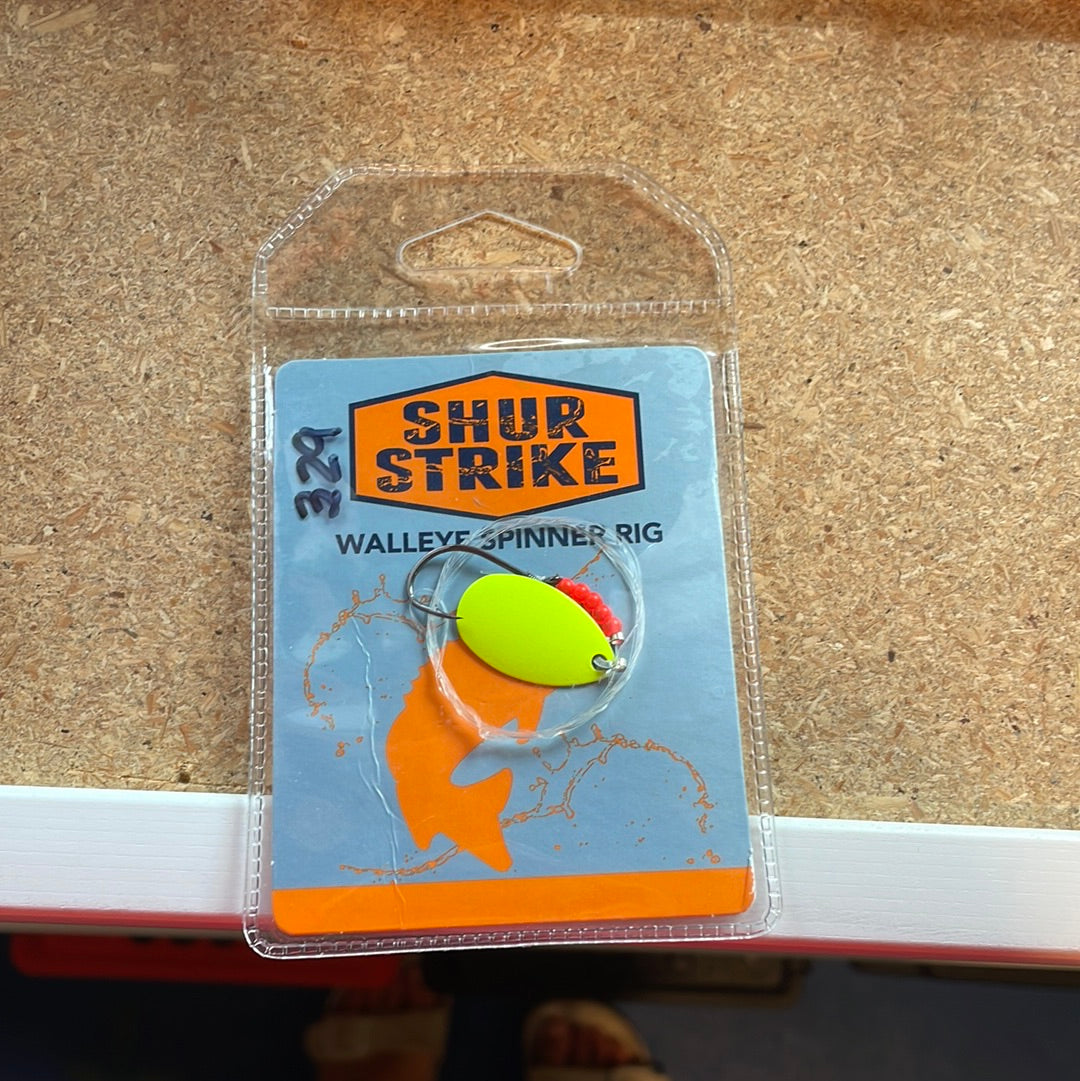 SHUR
STRIKE
329
WALLEYE SPINNER RIG